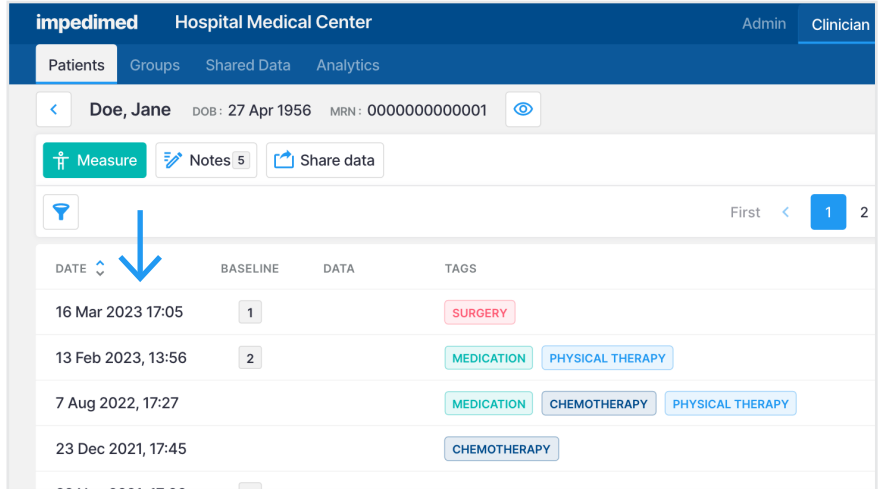 impedimed Hospital Medical Center Admin Clinician
Patients Groups Shared Data Analytics
Doe, Jane DOB: 27 Apr 1956 MRN: 0000000000001
Measure Notes 5 Share data
First 1 2
DATE BASELINE DATA TAGS
16 Mar 2023 17:05 1 SURGERY
13 Feb 2023, 13:56 2 MEDICATION PHYSICAL THERAPY
7 Aug 2022, 17:27 MEDICATION CHEMOTHERAPY PHYSICAL THERAPY
23 Dec 2021, 17:45 CHEMOTHERAPY